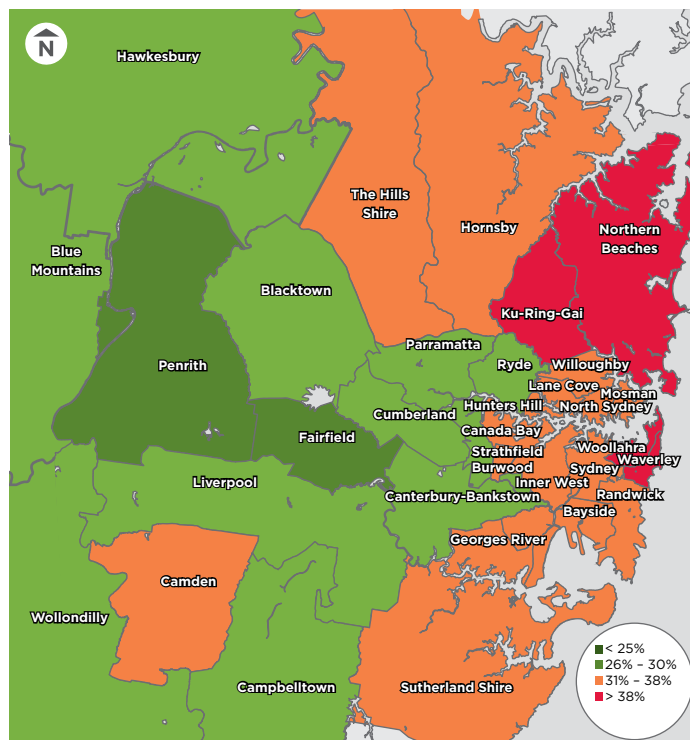 N
Hawkesbury
The Hills
Shire
Hornsby
Northern
Beaches
Blue
Mountains
Blacktown
Ku-Ring-Gai
Parramatta
Penrith
Ryde
Willoughby
Lane Cove
Mosman
Hunters Hill
North Sydney
Cumberland
Canada Bay
Fairfield
Strathfield
Woollahra
Burwood
Waverley
Sydney
Liverpool
Inner West
Canterbury-Bankstown
Randwick
Bayside
Georges River
Camden
Wollondilly
Campbelltown
Sutherland Shire
< 25%
26% – 30%
31% – 38%
> 38%